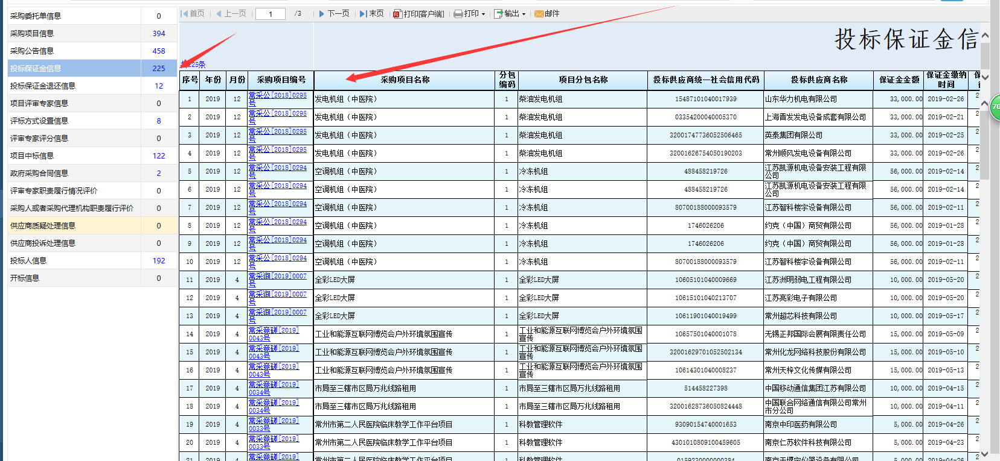 首页 上一页 1 /3 下一页 末页 打印[客户端] 打印 输出 邮件
采购委托单信息 0
采购项目信息 394
采购公告信息 458
投标保证金信息 225
投标保证金退还信息 12
项目评审专家信息 0
评标方式设置信息 8
评审专家评分信息 0
项目中标信息 122
政府采购合同信息 2
评审专家职责履行情况评价 0
采购人或者采购代理机构职责履行评价 0
供应商质疑处理信息 0
供应商投诉处理信息 0
投标人信息 192
开标信息 0
投标保证金信
225条
序号 年份 月份 采购项目编号 采购项目名称 分包编码 项目分包名称 投标供应商统一社会信用代码 投标供应商名称 保证金金额 保证金缴纳时间
1 2019 12 常采公[2018]0295号 发电机组（中医院） 1 柴油发电机组 15487101040017939 山东华力机电有限公司 33,000.00 2019-02-26
2 2019 12 常采公[2018]0295号 发电机组（中医院） 1 柴油发电机组 03354200040005370 上海晋发发电设备成套有限公司 33,000.00 2019-02-21
3 2019 12 常采公[2018]0295号 发电机组（中医院） 1 柴油发电机组 32001747736052506465 英泰集团有限公司 33,000.00 2019-02-25
4 2019 12 常采公[2018]0295号 发电机组（中医院） 1 柴油发电机组 32001626754050190203 常州顺风发电设备有限公司 33,000.00 2019-02-26
5 2019 12 常采公[2018]0294号 空调机组（中医院） 1 冷冻机组 488458219726 江苏凯源机电设备安装工程有限公司 56,000.00 2019-02-14
6 2019 12 常采公[2018]0294号 空调机组（中医院） 1 冷冻机组 488458219726 江苏凯源机电设备安装工程有限公司 56,000.00 2019-02-14
7 2019 12 常采公[2018]0294号 空调机组（中医院） 1 冷冻机组 80700188000093579 江苏智科楼宇设备有限公司 56,000.00 2019-02-11
8 2019 12 常采公[2018]0294号 空调机组（中医院） 1 冷冻机组 1746026206 约克（中国）商贸有限公司 56,000.00 2019-01-28
9 2019 12 常采公[2018]0294号 空调机组（中医院） 1 冷冻机组 1746026206 约克（中国）商贸有限公司 56,000.00 2019-01-28
10 2019 12 常采公[2018]0294号 空调机组（中医院） 1 冷冻机组 80700188000093579 江苏智科楼宇设备有限公司 56,000.00 2019-02-11
11 2019 4 常采询[2019]0007号 全彩LED大屏 1 全彩LED大屏 10605101040009669 江苏洲明弱电工程有限公司 10,000.00 2019-05-20
12 2019 4 常采询[2019]0007号 全彩LED大屏 1 全彩LED大屏 10615101040213707 江苏亮彩电子有限公司 10,000.00 2019-05-20
13 2019 4 常采询[2019]0007号 全彩LED大屏 1 全彩LED大屏 10611901040019499 常州超芯科技有限公司 10,000.00 2019-05-17
14 2019 4 常采竟磋[2019]0043号 工业和能源互联网博览会户外环境氛围宣传 1 工业和能源互联网博览会户外环境氛围宣传 10657501040001078 无锡正邦国际会展有限责任公司 15,000.00 2019-05-09
15 2019 4 常采竟磋[2019]0043号 工业和能源互联网博览会户外环境氛围宣传 1 工业和能源互联网博览会户外环境氛围宣传 32001629701052502134 常州化龙网络科技股份有限公司 15,000.00 2019-05-10
16 2019 4 常采竟磋[2019]0043号 工业和能源互联网博览会户外环境氛围宣传 1 工业和能源互联网博览会户外环境氛围宣传 10614301040008237 常州天梓文化传媒有限公司 15,000.00 2019-05-13
17 2019 4 常采竟磋[2019]0034号 市局至三辖市区局万兆线路租用 1 市局至三辖市区局万兆线路租用 514458227398 中国移动通信集团江苏有限公司 10,000.00 2019-04-15
18 2019 4 常采竟磋[2019]0034号 市局至三辖市区局万兆线路租用 1 市局至三辖市区局万兆线路租用 32001628736050824448 中国联合网络通信有限公司常州市分公司 10,000.00 2019-04-11
19 2019 4 常采竟磋[2019]0033号 常州市第二人民医院临床教学工作平台项目 1 科教管理软件 93090154740001653 南京中印医药有限公司 5,000.00 2019-04-26
20 2019 4 常采竟磋[2019]0033号 常州市第二人民医院临床教学工作平台项目 1 科教管理软件 4301010809100459605 南京仁苏软件科技有限公司 5,000.00 2019-04-23
21 2019 4 常采竟磋[2019] 常州市第二人民医院临床教学工作平台项目 1 科教管理软件
70